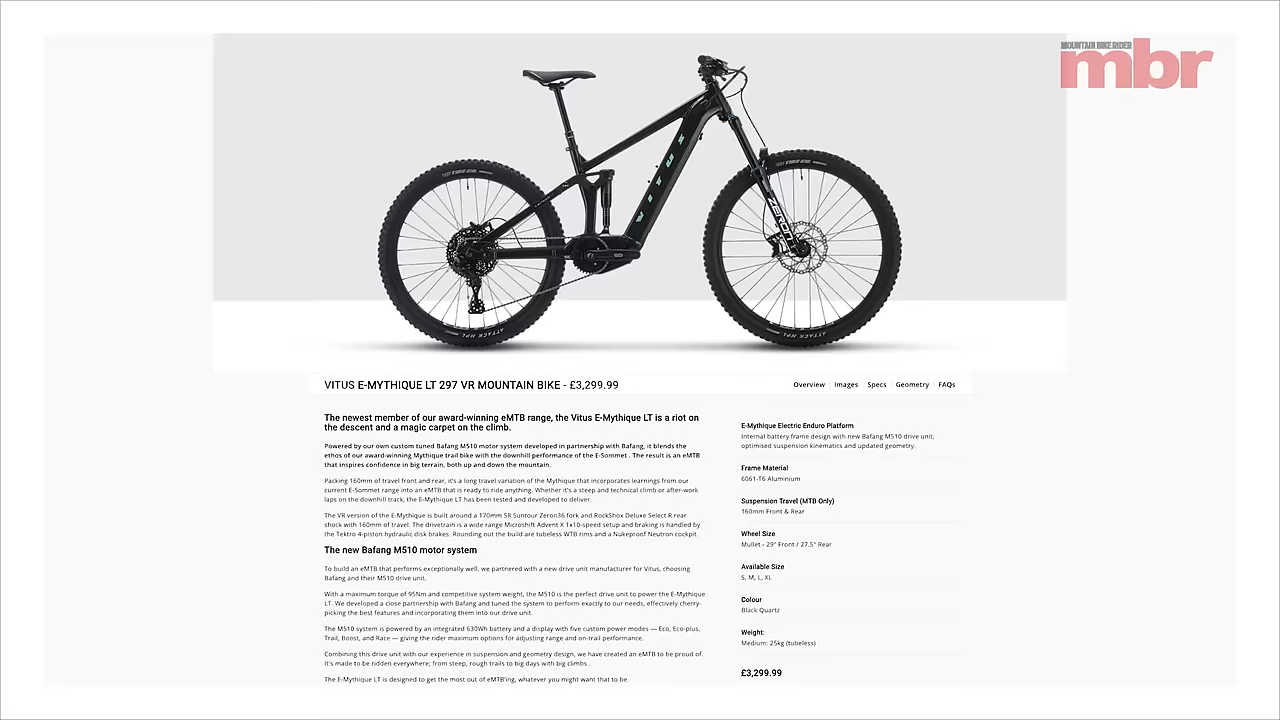 MOUNTAIN BIKE RIDER
mbr
VITUS
ZERON
ATTACK HPL
ATTACK HPL
VITUS E-MYTHIQUE LT 297 VR MOUNTAIN BIKE - £3,299.99
Overview
Images
Specs
Geometry
FAQs
The newest member of our award-winning eMTB range, the Vitus E-Mythique LT is a riot on
the descent and a magic carpet on the climb.
Powered by our own custom tuned Bafang M510 motor system developed in partnership with Bafang, it blends the
ethos of our award-winning Mythique trail bike with the downhill performance of the E-Sommet . The result is an eMTB
that inspires confidence in big terrain, both up and down the mountain.
Packing 160mm of travel front and rear, it's a long travel variation of the Mythique that incorporates learnings from our
current E-Sommet range into an eMTB that is ready to ride anything. Whether it's a steep and technical climb or after-work
laps on the downhill track, the E-Mythique LT has been tested and developed to deliver.
The VR version of the E-Mythique is built around a 170mm SR Suntour Zeron36 fork and RockShox Deluxe Select R rear
shock with 160mm of travel. The drivetrain is a wide range Microshift Advent X 1x10-speed setup and braking is handled by
the Tektro 4-piston hydraulic disk brakes. Rounding out the build are tubeless WTB rims and a Nukeproof Neutron cockpit.
The new Bafang M510 motor system
To build an eMTB that performs exceptionally well, we partnered with a new drive unit manufacturer for Vitus, choosing
Bafang and their M510 drive unit.
With a maximum torque of 95Nm and competitive system weight, the M510 is the perfect drive unit to power the E-Mythique
LT. We developed a close partnership with Bafang and tuned the system to perform exactly to our needs, effectively cherry-
picking the best features and incorporating them into our drive unit.
The M510 system is powered by an integrated 630Wh battery and a display with five custom power modes — Eco, Eco-plus,
Trail, Boost, and Race — giving the rider maximum options for adjusting range and on-trail performance.
Combining this drive unit with our experience in suspension and geometry design, we have created an eMTB to be proud of.
It's made to be ridden everywhere; from steep, rough trails to big days with big climbs .
The E-Mythique LT is designed to get the most out of eMTB'ing, whatever you might want that to be.
E-Mythique Electric Enduro Platform
Internal battery frame design with new Bafang M510 drive unit,
optimised suspension kinematics and updated geometry.
Frame Material
6061-T6 Aluminium
Suspension Travel (MTB Only)
160mm Front & Rear
Wheel Size
Mullet - 29" Front / 27.5" Rear
Available Size
S, M, L, XL
Colour
Black Quartz
Weight:
Medium: 25kg (tubeless)
£3,299.99